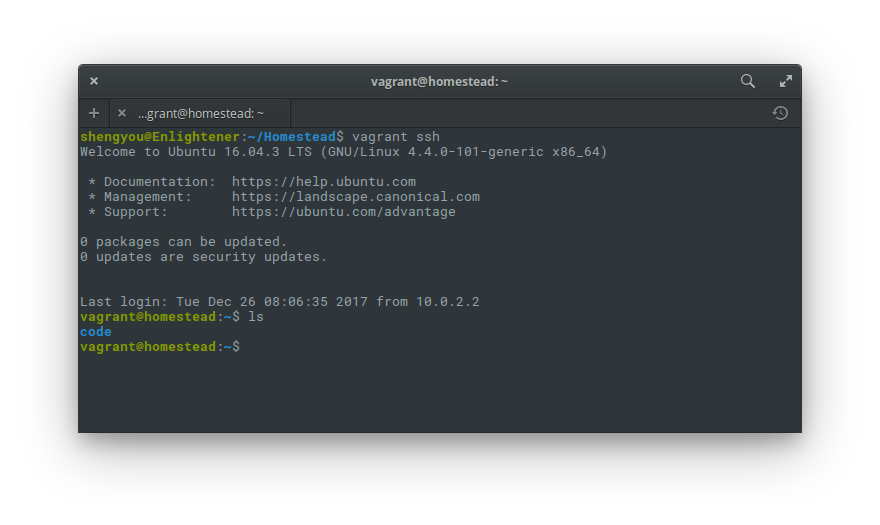 vagrant@homestead: ~
...grant@homestead: ~
shengyou@Enlightener:~/Homestead$ vagrant ssh
Welcome to Ubuntu 16.04.3 LTS (GNU/Linux 4.4.0-101-generic x86_64)
* Documentation:  https://help.ubuntu.com
* Management:     https://landscape.canonical.com
* Support:        https://ubuntu.com/advantage
0 packages can be updated.
0 updates are security updates.
Last login: Tue Dec 26 08:06:35 2017 from 10.0.2.2
vagrant@homestead:~$ ls
code
vagrant@homestead:~$